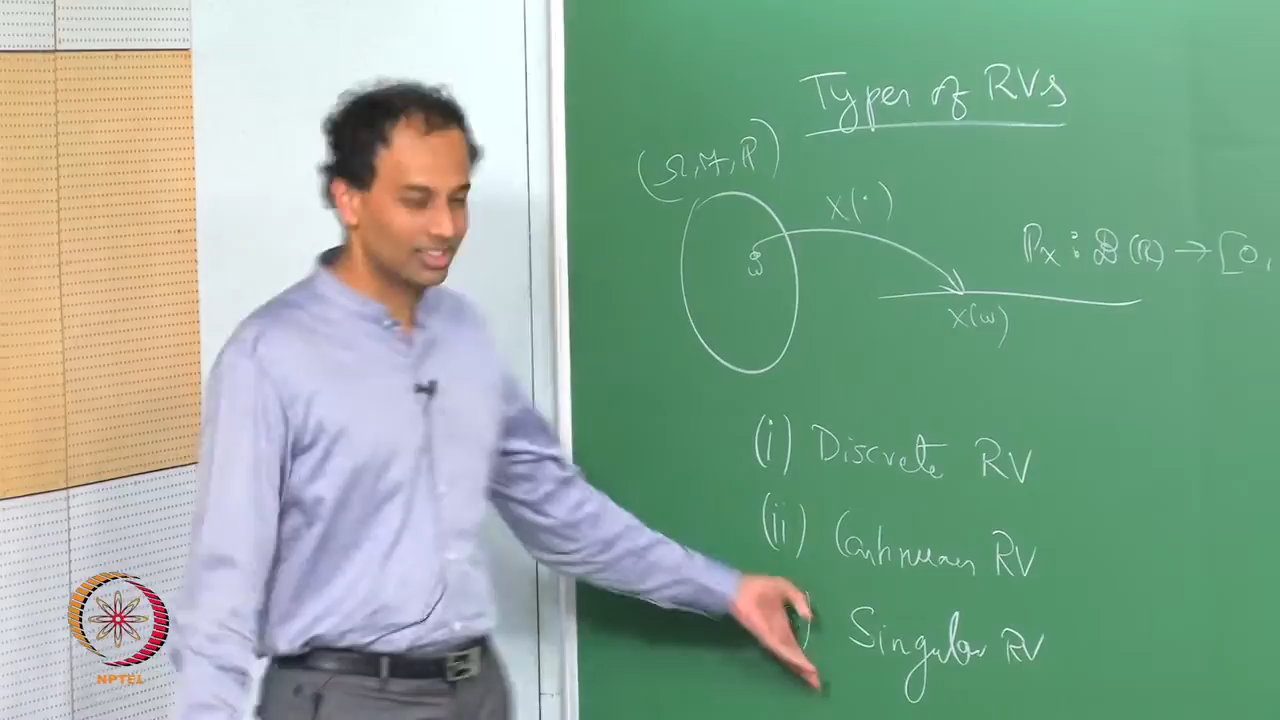 Types of RVs
(Ω, ℱ, ℙ)
X(·)
ω
ℙ_X : ℬ(ℝ) → [0,
X(ω)
(i) Discrete RV
(ii) Continuous RV
) Singular RV
NPTEL